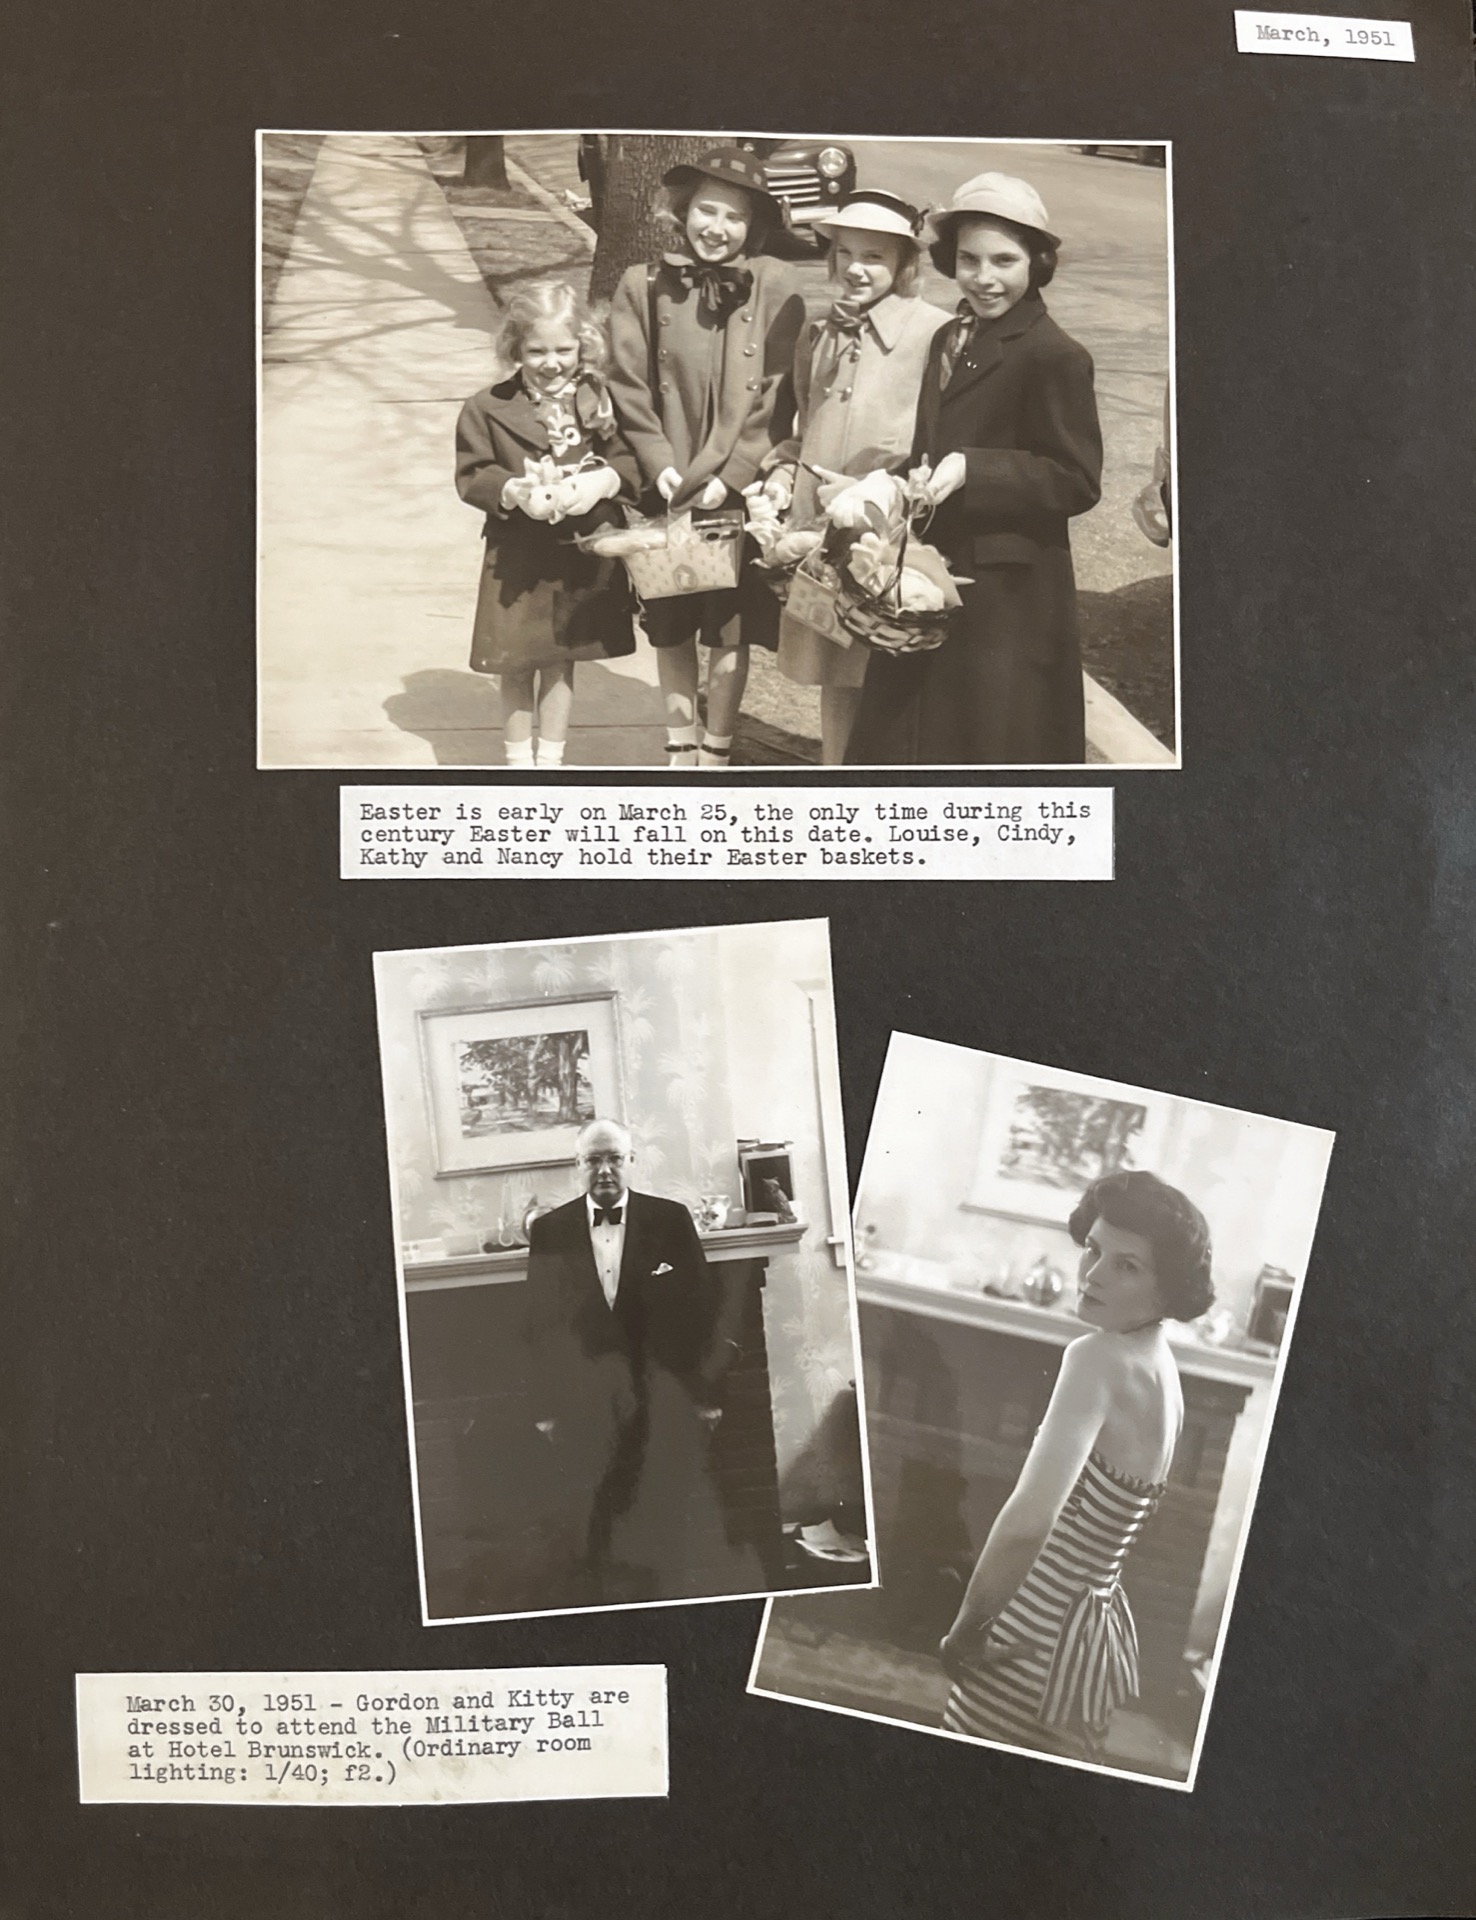 March, 1951
Easter is early on March 25, the only time during this
century Easter will fall on this date. Louise, Cindy,
Kathy and Nancy hold their Easter baskets.
March 30, 1951 - Gordon and Kitty are
dressed to attend the Military Ball
at Hotel Brunswick. (Ordinary room
lighting: 1/40; f2.)